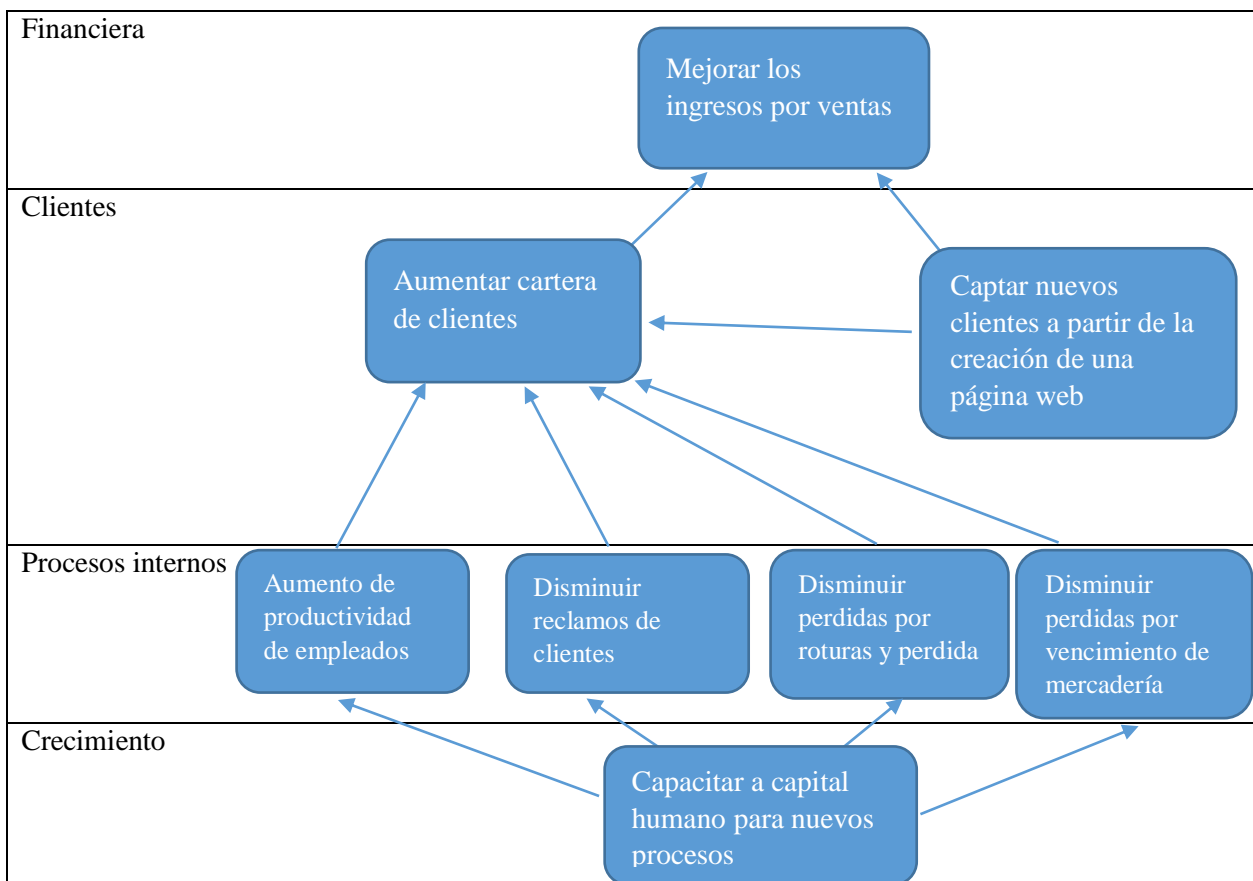 Financiera
Mejorar los
ingresos por ventas
Clientes
Aumentar cartera
de clientes
Captar nuevos
clientes a partir de la
creación de una
página web
Procesos internos
Aumento de
productividad
de empleados
Disminuir
reclamos de
clientes
Disminuir
perdidas por
roturas y perdida
Disminuir
perdidas por
vencimiento de
mercadería
Crecimiento
Capacitar a capital
humano para nuevos
procesos